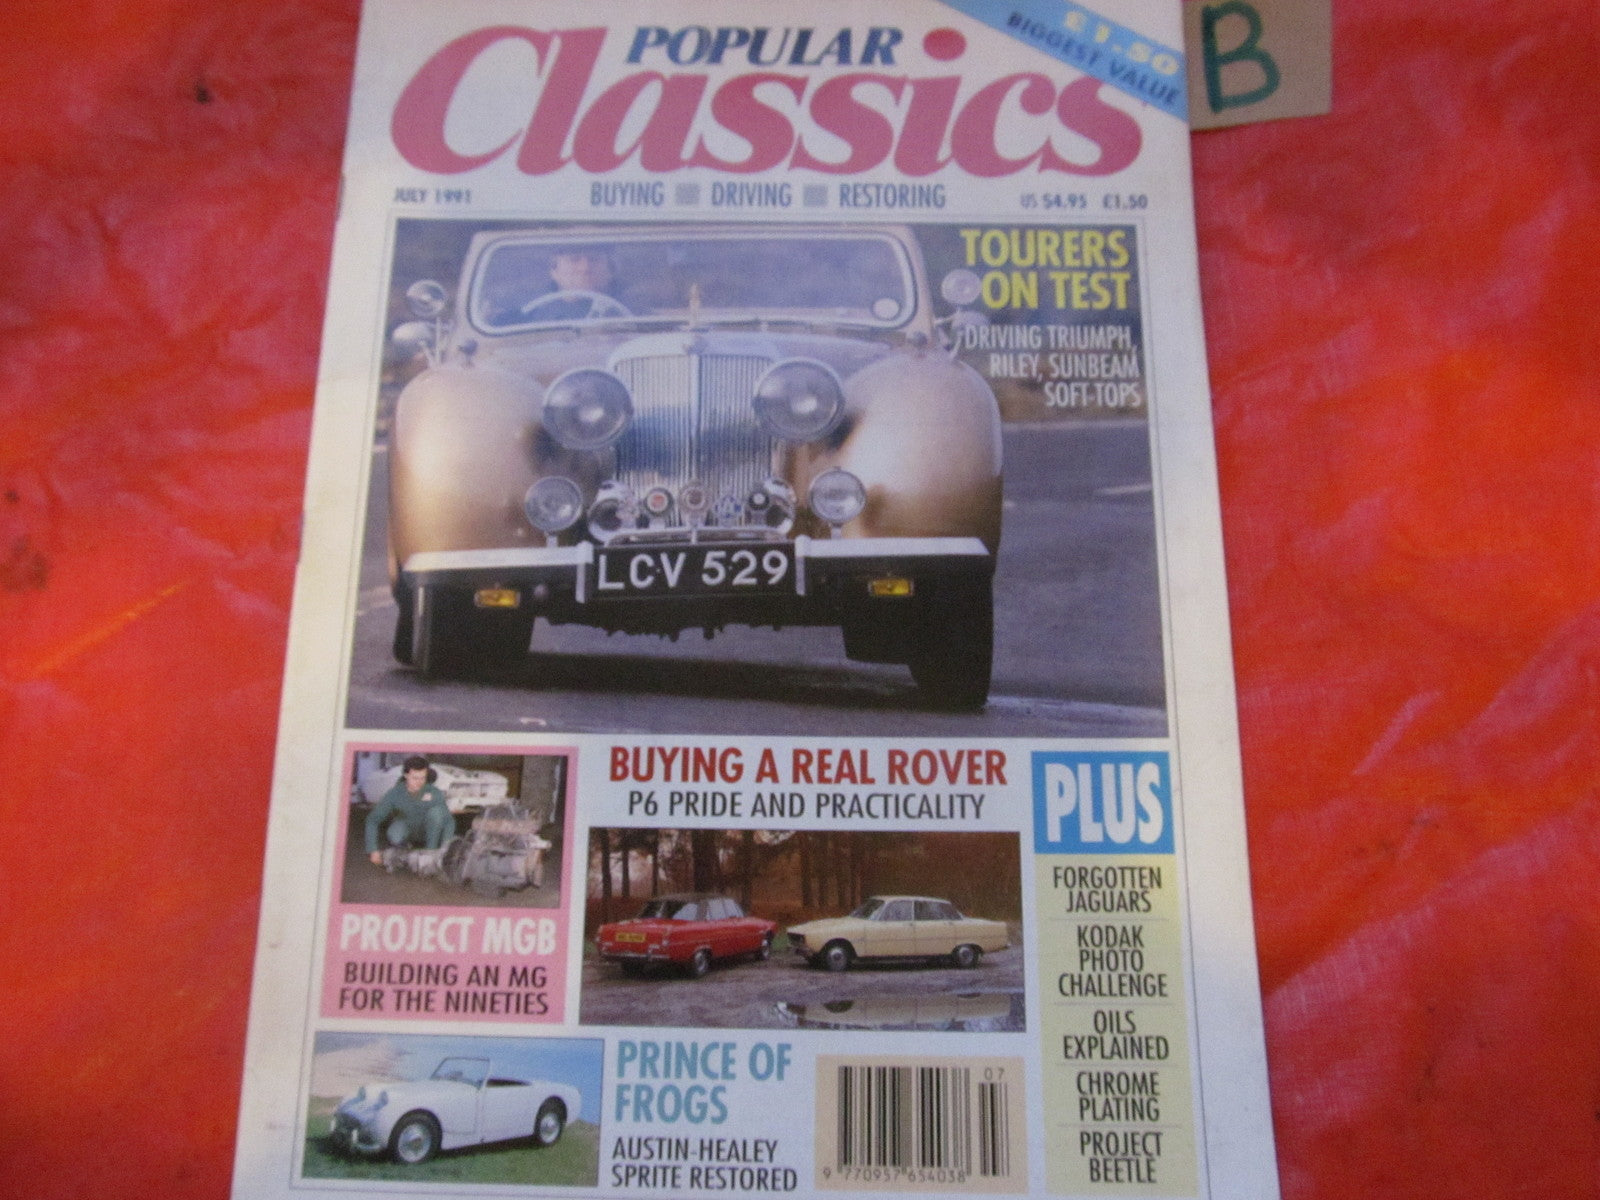 £1.50
BIGGEST VALUE
B
POPULAR
Classics
JULY 1991
BUYING DRIVING RESTORING
US $4.95 £1.50
TOURERS
ON TEST
DRIVING TRIUMPH,
RILEY, SUNBEAM
SOFT-TOPS
LCV 529
BUYING A REAL ROVER
P6 PRIDE AND PRACTICALITY
PROJECT MGB
BUILDING AN MG
FOR THE NINETIES
PRINCE OF
FROGS
AUSTIN-HEALEY
SPRITE RESTORED
PLUS
FORGOTTEN
JAGUARS
KODAK
PHOTO
CHALLENGE
OILS
EXPLAINED
CHROME
PLATING
PROJECT
BEETLE
07
9 770957 654038